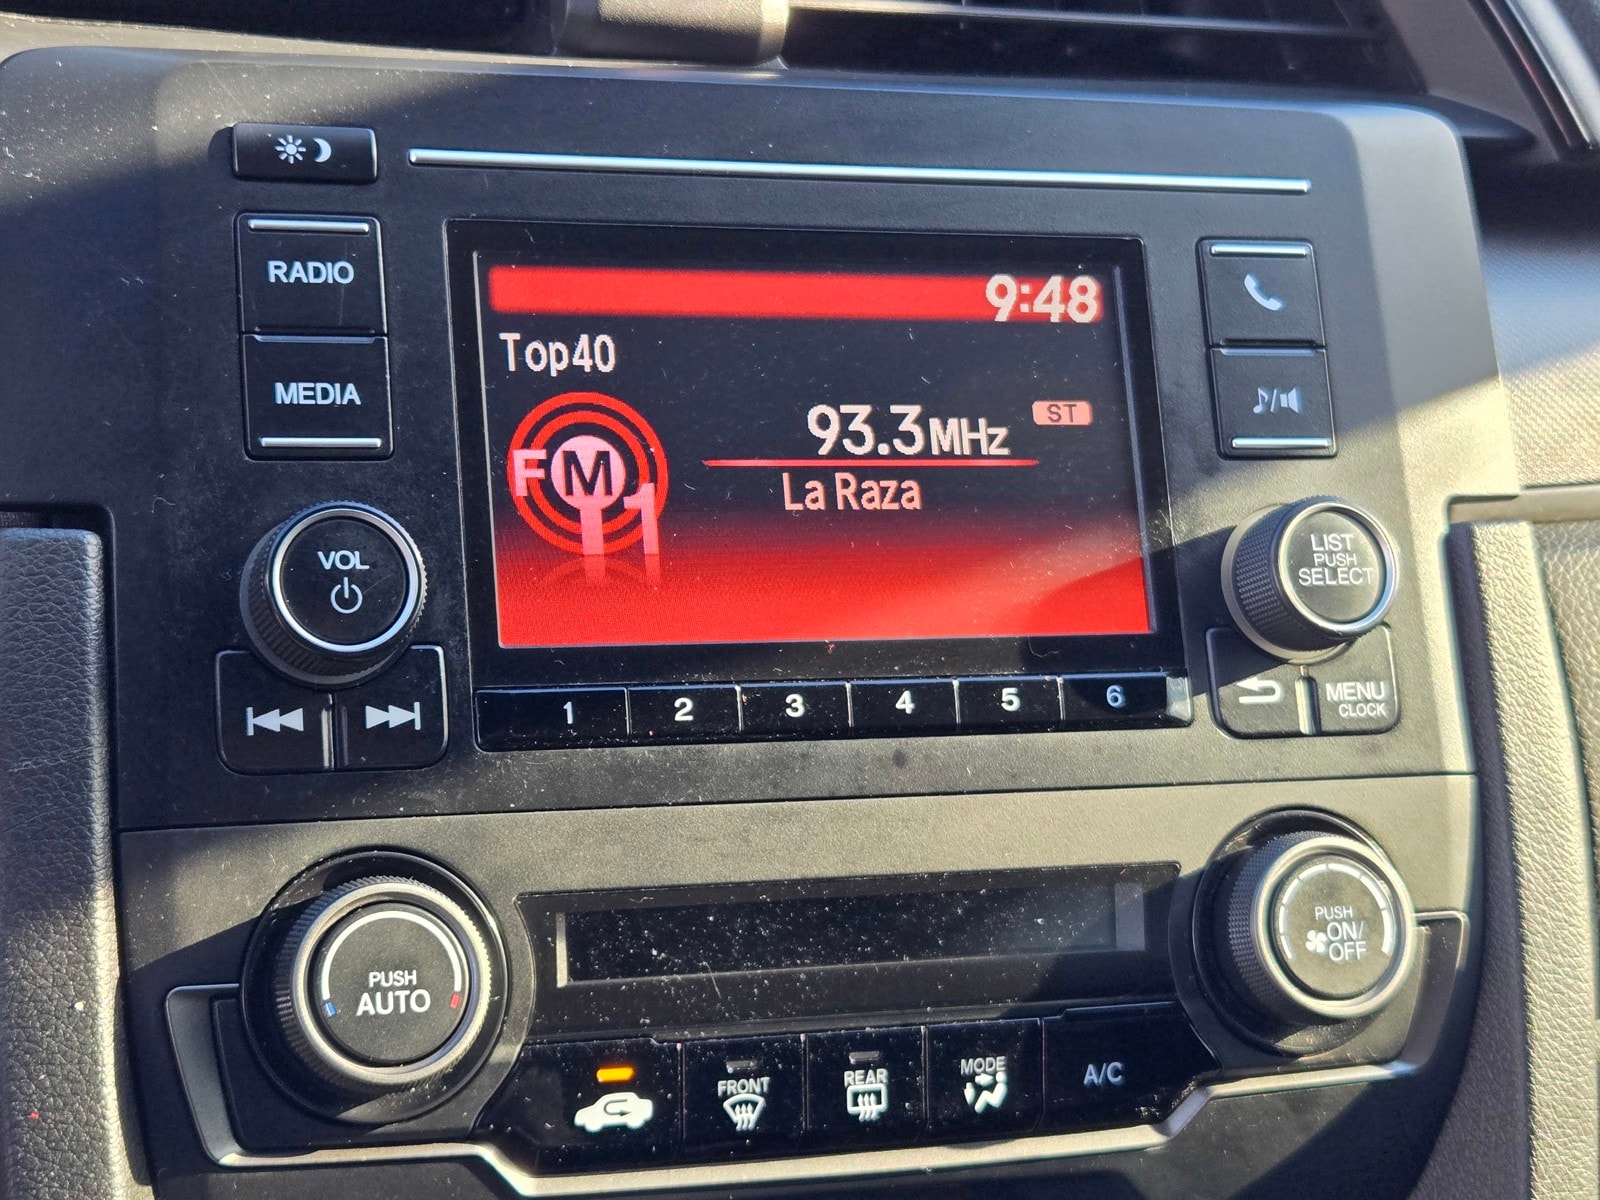 9:48
Top40
93.3MHz
ST
FM
1
La Raza
RADIO
MEDIA
VOL
LIST
PUSH
SELECT
MENU
CLOCK
1
2
3
4
5
6
PUSH
AUTO
PUSH
ON/
OFF
FRONT
REAR
MODE
A/C